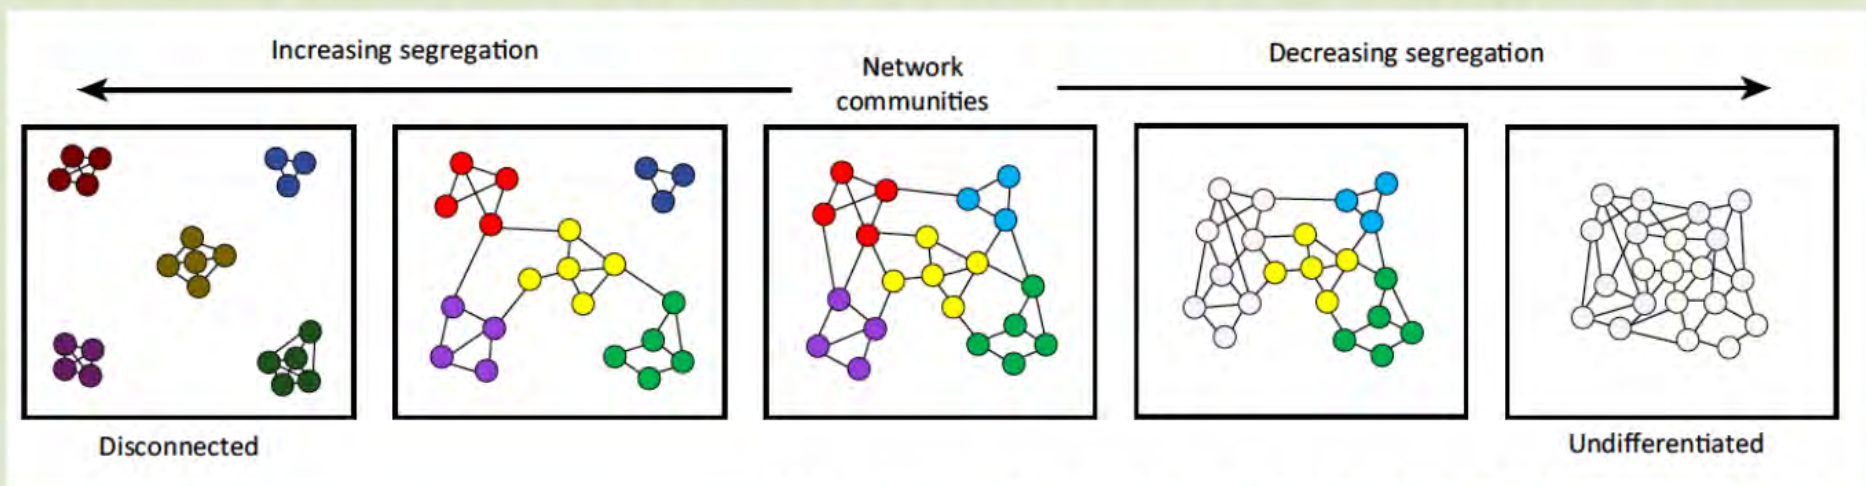 Increasing segregation
Network
communities
Decreasing segregation
Disconnected
Undifferentiated